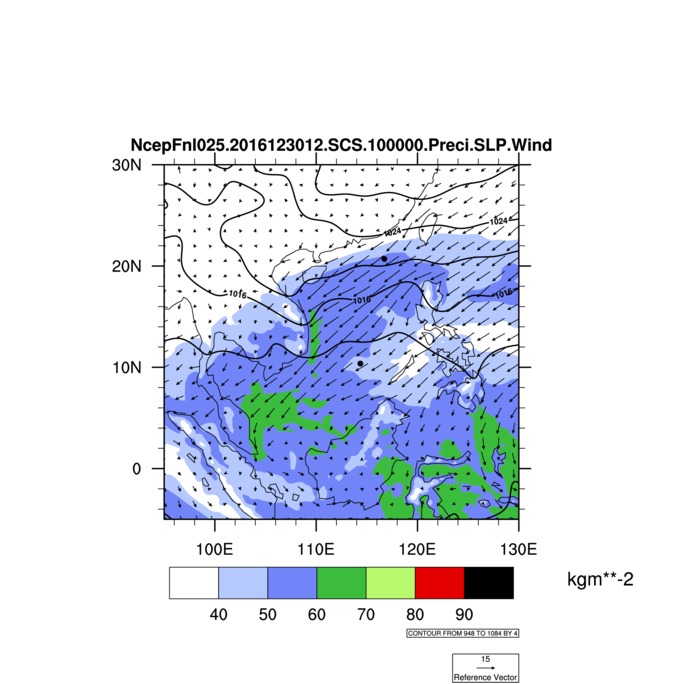 NcepFnl025.2016123012.SCS.100000.Preci.SLP.Wind
30N
1024
1024
20N
1016
1016
1016
10N
0
100E 110E 120E 130E
kgm**-2
40 50 60 70 80 90
CONTOUR FROM 948 TO 1084 BY 4
15
Reference Vector